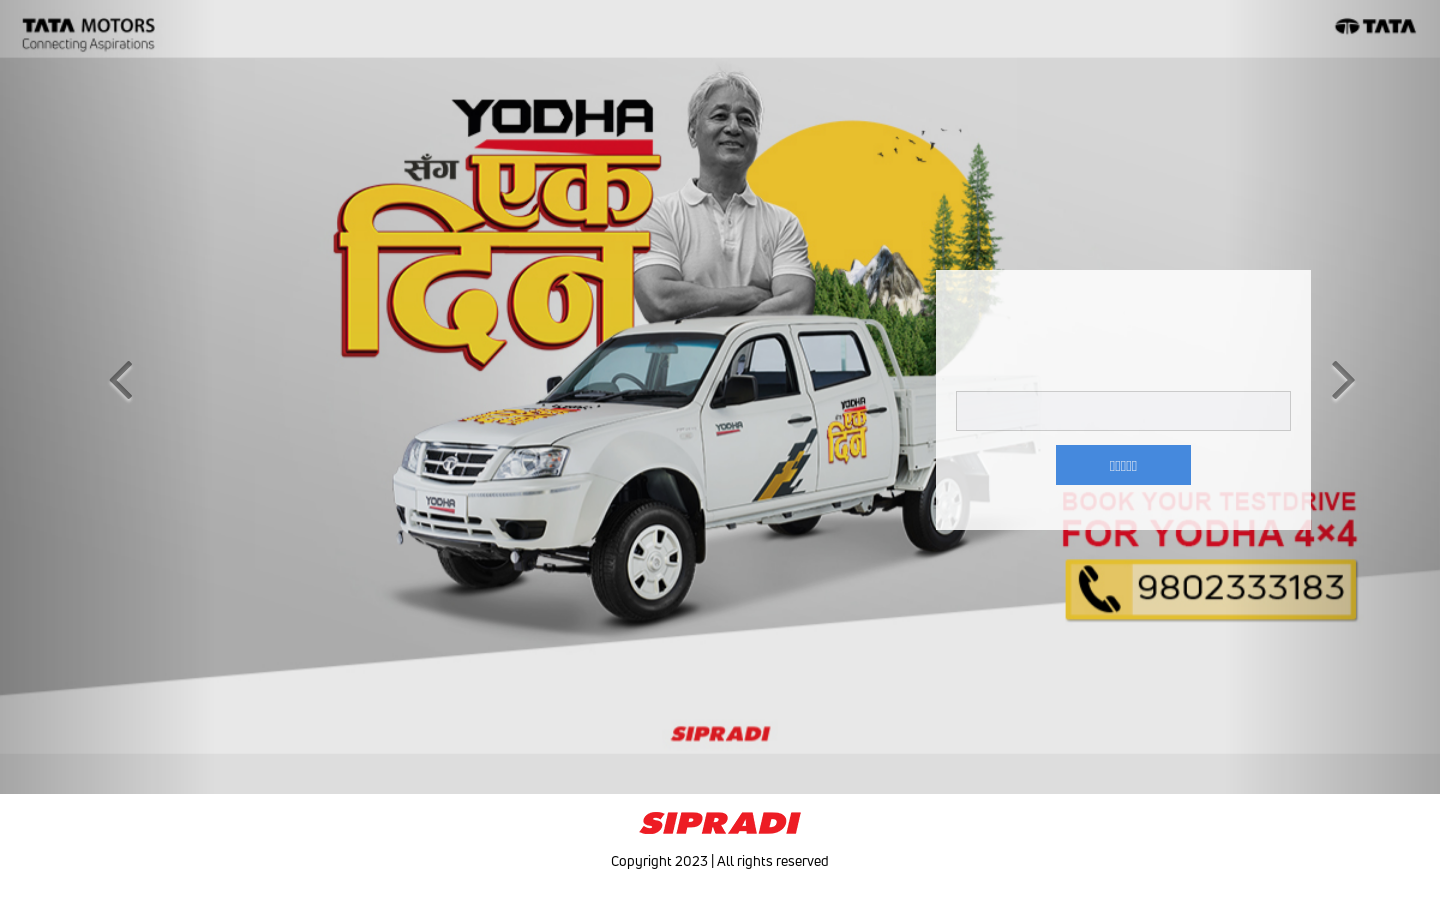 TATA MOTORS
Connecting Aspirations
TATA
YODHA
सँग एक
दिन
YODHA
एक
दिन
YODHA
YODHA
BOOK YOUR TESTDRIVE
FOR YODHA 4×4
9802333183
SIPRADI
SIPRADI
Copyright 2023 | All rights reserved